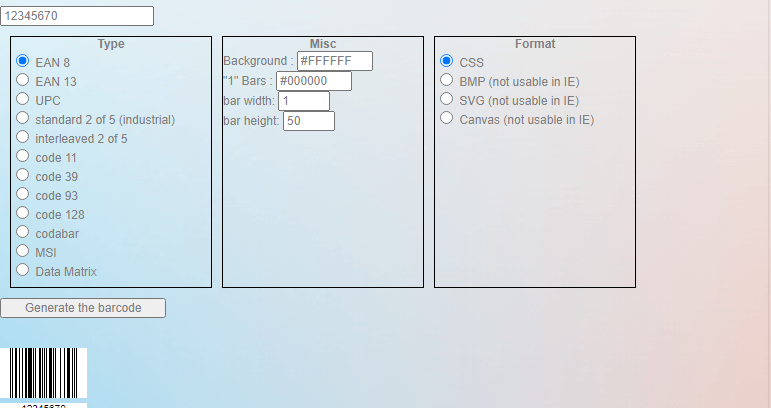 12345670
Type
EAN 8
EAN 13
UPC
standard 2 of 5 (industrial)
interleaved 2 of 5
code 11
code 39
code 93
code 128
codabar
MSI
Data Matrix
Misc
Background : #FFFFFF
"1" Bars : #000000
bar width: 1
bar height: 50
Format
CSS
BMP (not usable in IE)
SVG (not usable in IE)
Canvas (not usable in IE)
Generate the barcode
12345670